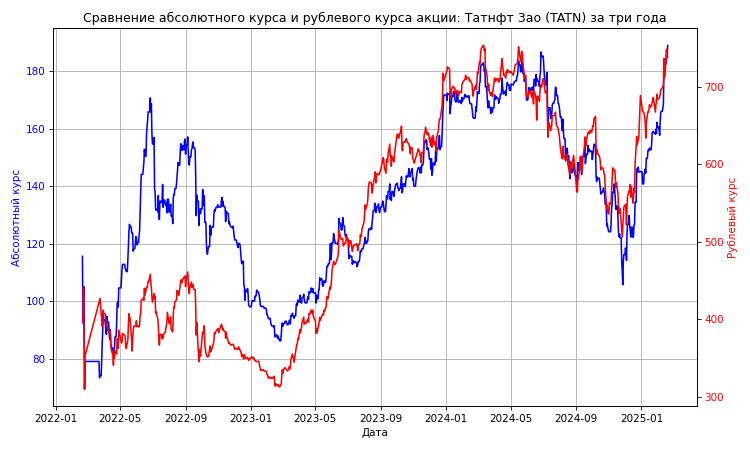 Сравнение абсолютного курса и рублевого курса акции: Татнфт 3ао (TATN) за три года
Абсолютный курс
180
160
140
120
100
80
700
600
500
400
300
Рублевый курс
2022-01 2022-05 2022-09 2023-01 2023-05 2023-09 2024-01 2024-05 2024-09 2025-01
Дата